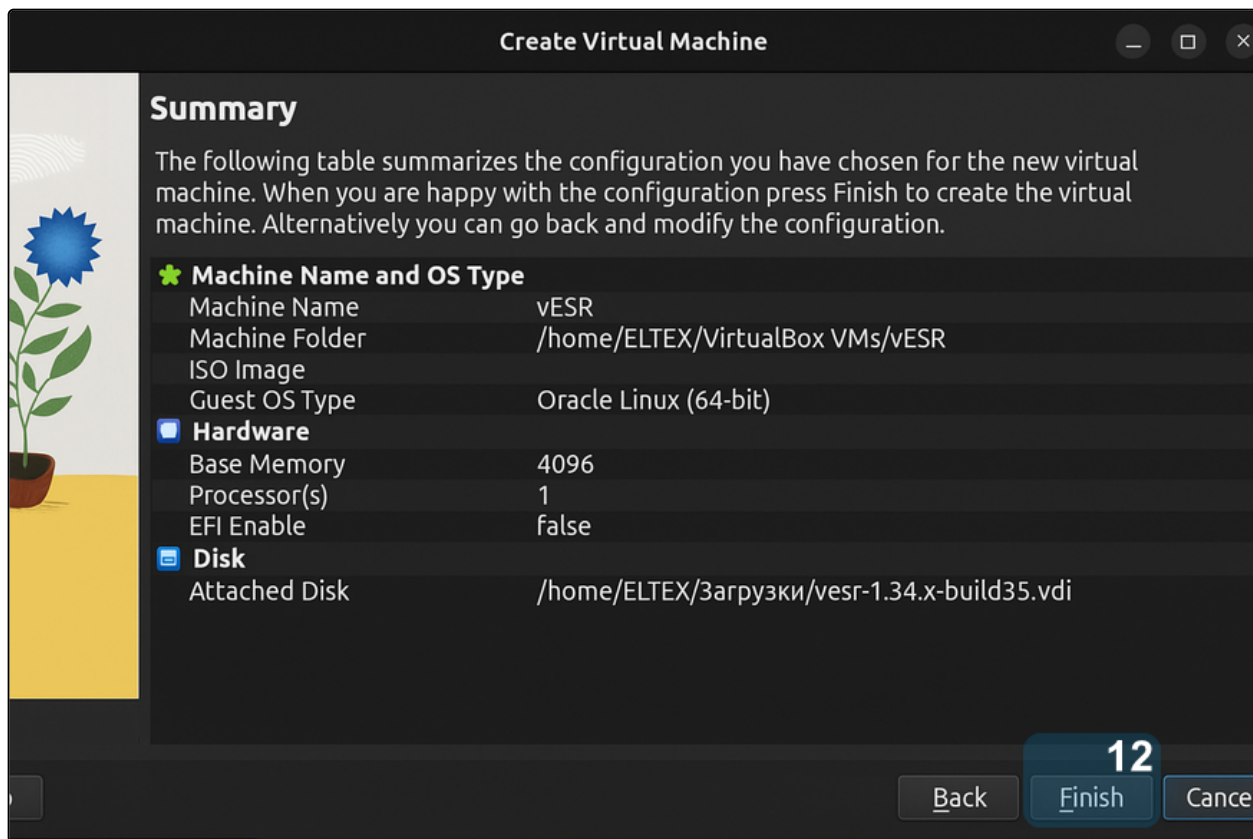 Create Virtual Machine
Summary
The following table summarizes the configuration you have chosen for the new virtual
machine. When you are happy with the configuration press Finish to create the virtual
machine. Alternatively you can go back and modify the configuration.
Machine Name and OS Type
Machine Name vESR
Machine Folder /home/ELTEX/VirtualBox VMs/vESR
ISO Image
Guest OS Type Oracle Linux (64-bit)
Hardware
Base Memory 4096
Processor(s) 1
EFI Enable false
Disk
Attached Disk /home/ELTEX/Загрузки/vesr-1.34.x-build35.vdi
12
Back Finish Cance